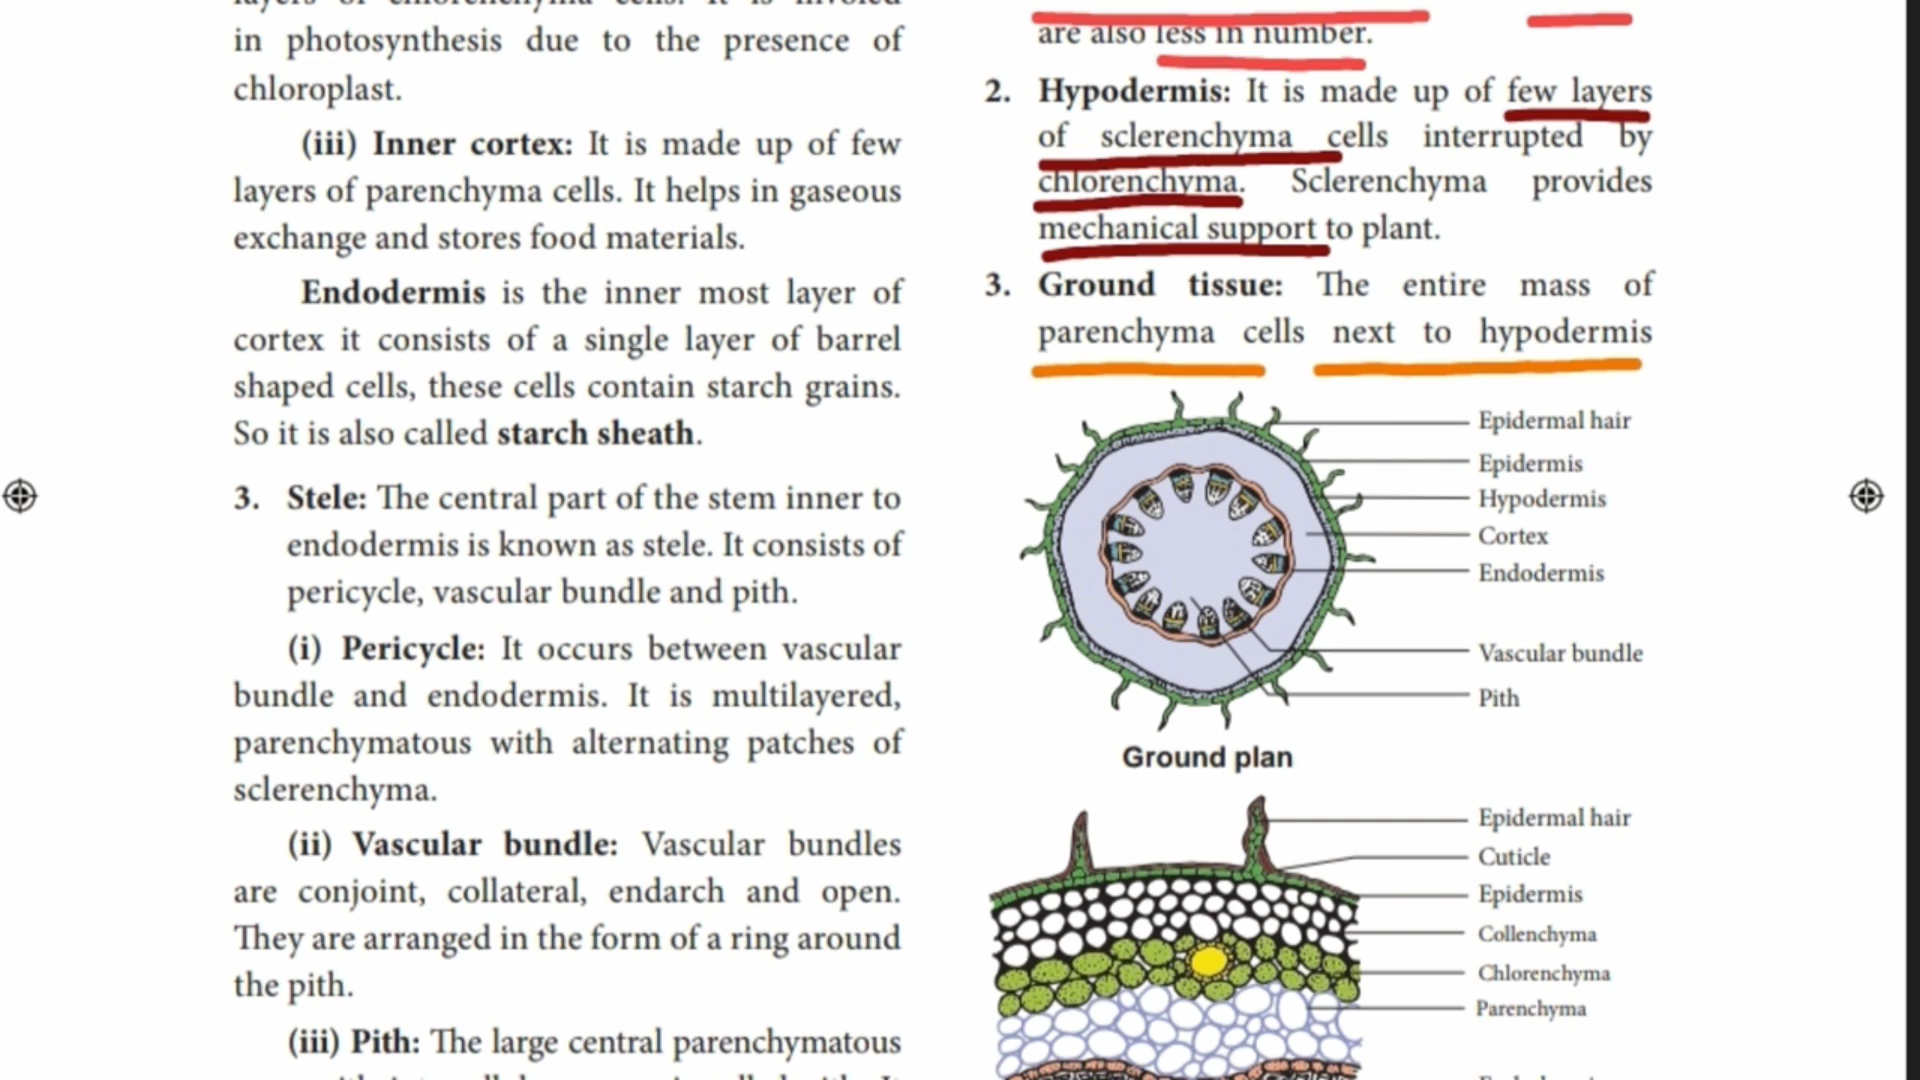 in photosynthesis due to the presence of
chloroplast.
(iii) Inner cortex: It is made up of few
layers of parenchyma cells. It helps in gaseous
exchange and stores food materials.
Endodermis is the inner most layer of
cortex it consists of a single layer of barrel
shaped cells, these cells contain starch grains.
So it is also called starch sheath.
3. Stele: The central part of the stem inner to
endodermis is known as stele. It consists of
pericycle, vascular bundle and pith.
(i) Pericycle: It occurs between vascular
bundle and endodermis. It is multilayered,
parenchymatous with alternating patches of
sclerenchyma.
(ii) Vascular bundle: Vascular bundles
are conjoint, collateral, endarch and open.
They are arranged in the form of a ring around
the pith.
(iii) Pith: The large central parenchymatous
are also less in number.
2. Hypodermis: It is made up of few layers
of sclerenchyma cells interrupted by
chlorenchyma. Sclerenchyma provides
mechanical support to plant.
3. Ground tissue: The entire mass of
parenchyma cells next to hypodermis
Epidermal hair
Epidermis
Hypodermis
Cortex
Endodermis
Vascular bundle
Pith
Ground plan
Epidermal hair
Cuticle
Epidermis
Collenchyma
Chlorenchyma
Parenchyma